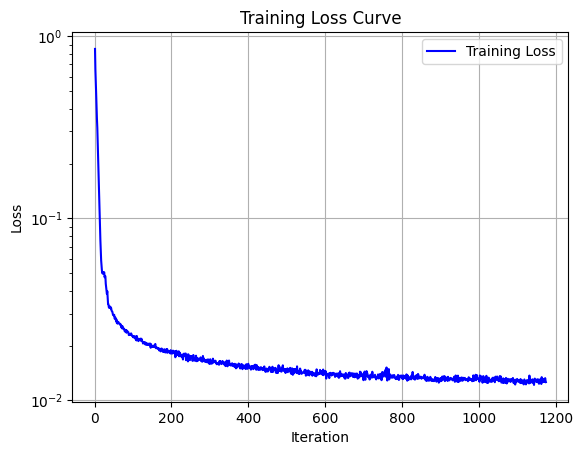 Training Loss Curve
Training Loss
10⁰
10⁻¹
10⁻²
Loss
0 200 400 600 800 1000 1200
Iteration